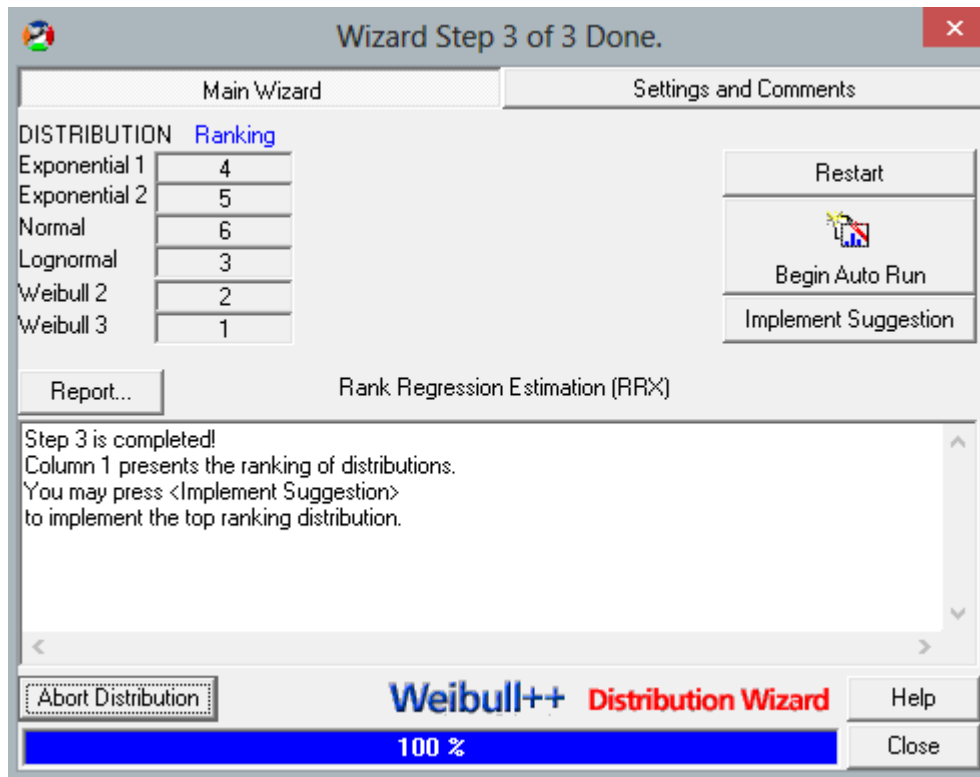 Wizard Step 3 of 3 Done.
Main Wizard
Settings and Comments
DISTRIBUTION Ranking
Exponential 1 4
Exponential 2 5
Normal 6
Lognormal 3
Weibull 2 2
Weibull 3 1
Restart
Begin Auto Run
Implement Suggestion
Report...
Rank Regression Estimation (RRX)
Step 3 is completed!
Column 1 presents the ranking of distributions.
You may press <Implement Suggestion>
to implement the top ranking distribution.
Abort Distribution
Weibull++ Distribution Wizard
Help
100 %
Close